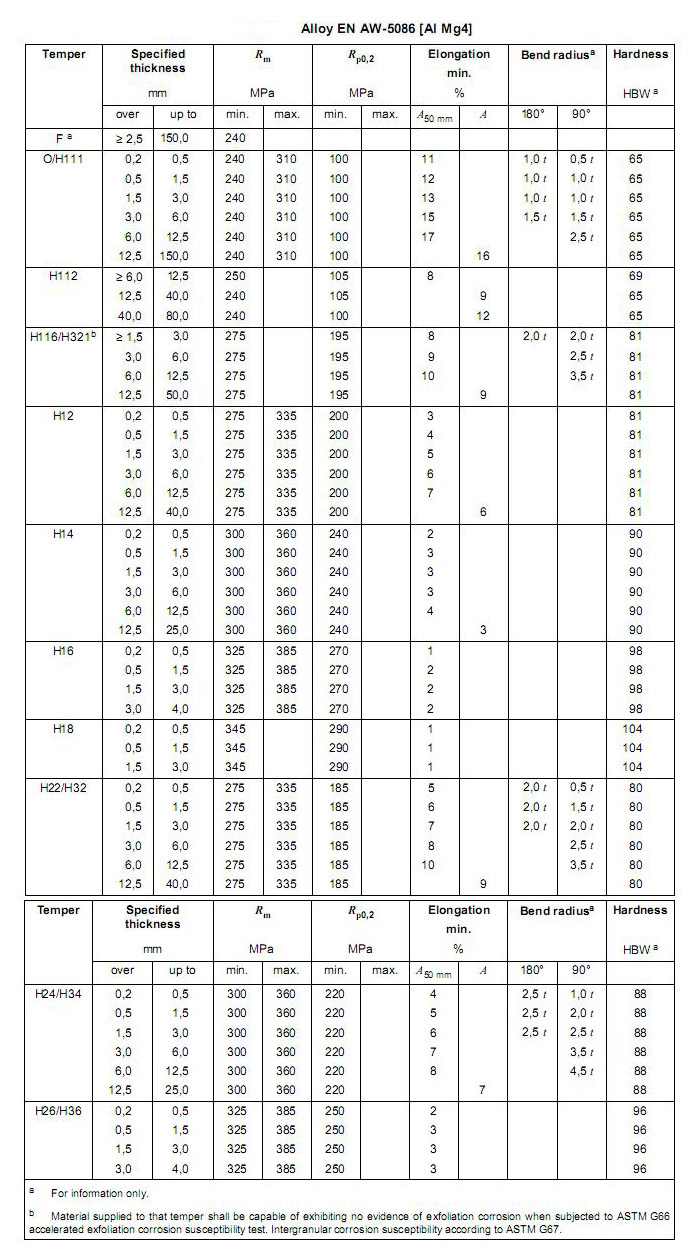 Alloy EN AW-5086 [Al Mg4]
Temper Specified thickness Rm Rp0,2 Elongation min. Bend radiusᵃ Hardness
mm MPa MPa % HBW ᵃ
over up to min. max. min. max. A50 mm A 180° 90°
F ᵃ ≥ 2,5 150,0 240
O/H111 0,2 0,5 240 310 100 11 1,0 t 0,5 t 65
0,5 1,5 240 310 100 12 1,0 t 1,0 t 65
1,5 3,0 240 310 100 13 1,0 t 1,0 t 65
3,0 6,0 240 310 100 15 1,5 t 1,5 t 65
6,0 12,5 240 310 100 17 2,5 t 65
12,5 150,0 240 310 100 16 65
H112 ≥ 6,0 12,5 250 105 8 69
12,5 40,0 240 105 9 65
40,0 80,0 240 100 12 65
H116/H321ᵇ ≥ 1,5 3,0 275 195 8 2,0 t 2,0 t 81
3,0 6,0 275 195 9 2,5 t 81
6,0 12,5 275 195 10 3,5 t 81
12,5 50,0 275 195 9 81
H12 0,2 0,5 275 335 200 3 81
0,5 1,5 275 335 200 4 81
1,5 3,0 275 335 200 5 81
3,0 6,0 275 335 200 6 81
6,0 12,5 275 335 200 7 81
12,5 40,0 275 335 200 6 81
H14 0,2 0,5 300 360 240 2 90
0,5 1,5 300 360 240 3 90
1,5 3,0 300 360 240 3 90
3,0 6,0 300 360 240 3 90
6,0 12,5 300 360 240 4 90
12,5 25,0 300 360 240 3 90
H16 0,2 0,5 325 385 270 1 98
0,5 1,5 325 385 270 2 98
1,5 3,0 325 385 270 2 98
3,0 4,0 325 385 270 2 98
H18 0,2 0,5 345 290 1 104
0,5 1,5 345 290 1 104
1,5 3,0 345 290 1 104
H22/H32 0,2 0,5 275 335 185 5 2,0 t 0,5 t 80
0,5 1,5 275 335 185 6 2,0 t 1,5 t 80
1,5 3,0 275 335 185 7 2,0 t 2,0 t 80
3,0 6,0 275 335 185 8 2,5 t 80
6,0 12,5 275 335 185 10 3,5 t 80
12,5 40,0 275 335 185 9 80
Temper Specified thickness Rm Rp0,2 Elongation min. Bend radiusᵃ Hardness
mm MPa MPa % HBW ᵃ
over up to min. max. min. max. A50 mm A 180° 90°
H24/H34 0,2 0,5 300 360 220 4 2,5 t 1,0 t 88
0,5 1,5 300 360 220 5 2,5 t 2,0 t 88
1,5 3,0 300 360 220 6 2,5 t 2,5 t 88
3,0 6,0 300 360 220 7 3,5 t 88
6,0 12,5 300 360 220 8 4,5 t 88
12,5 25,0 300 360 220 7 88
H26/H36 0,2 0,5 325 385 250 2 96
0,5 1,5 325 385 250 3 96
1,5 3,0 325 385 250 3 96
3,0 4,0 325 385 250 3 96
ᵃ For information only.
ᵇ Material supplied to that temper shall be capable of exhibiting no evidence of exfoliation corrosion when subjected to ASTM G66
accelerated exfoliation corrosion susceptibility test. Intergranular corrosion susceptibility according to ASTM G67.